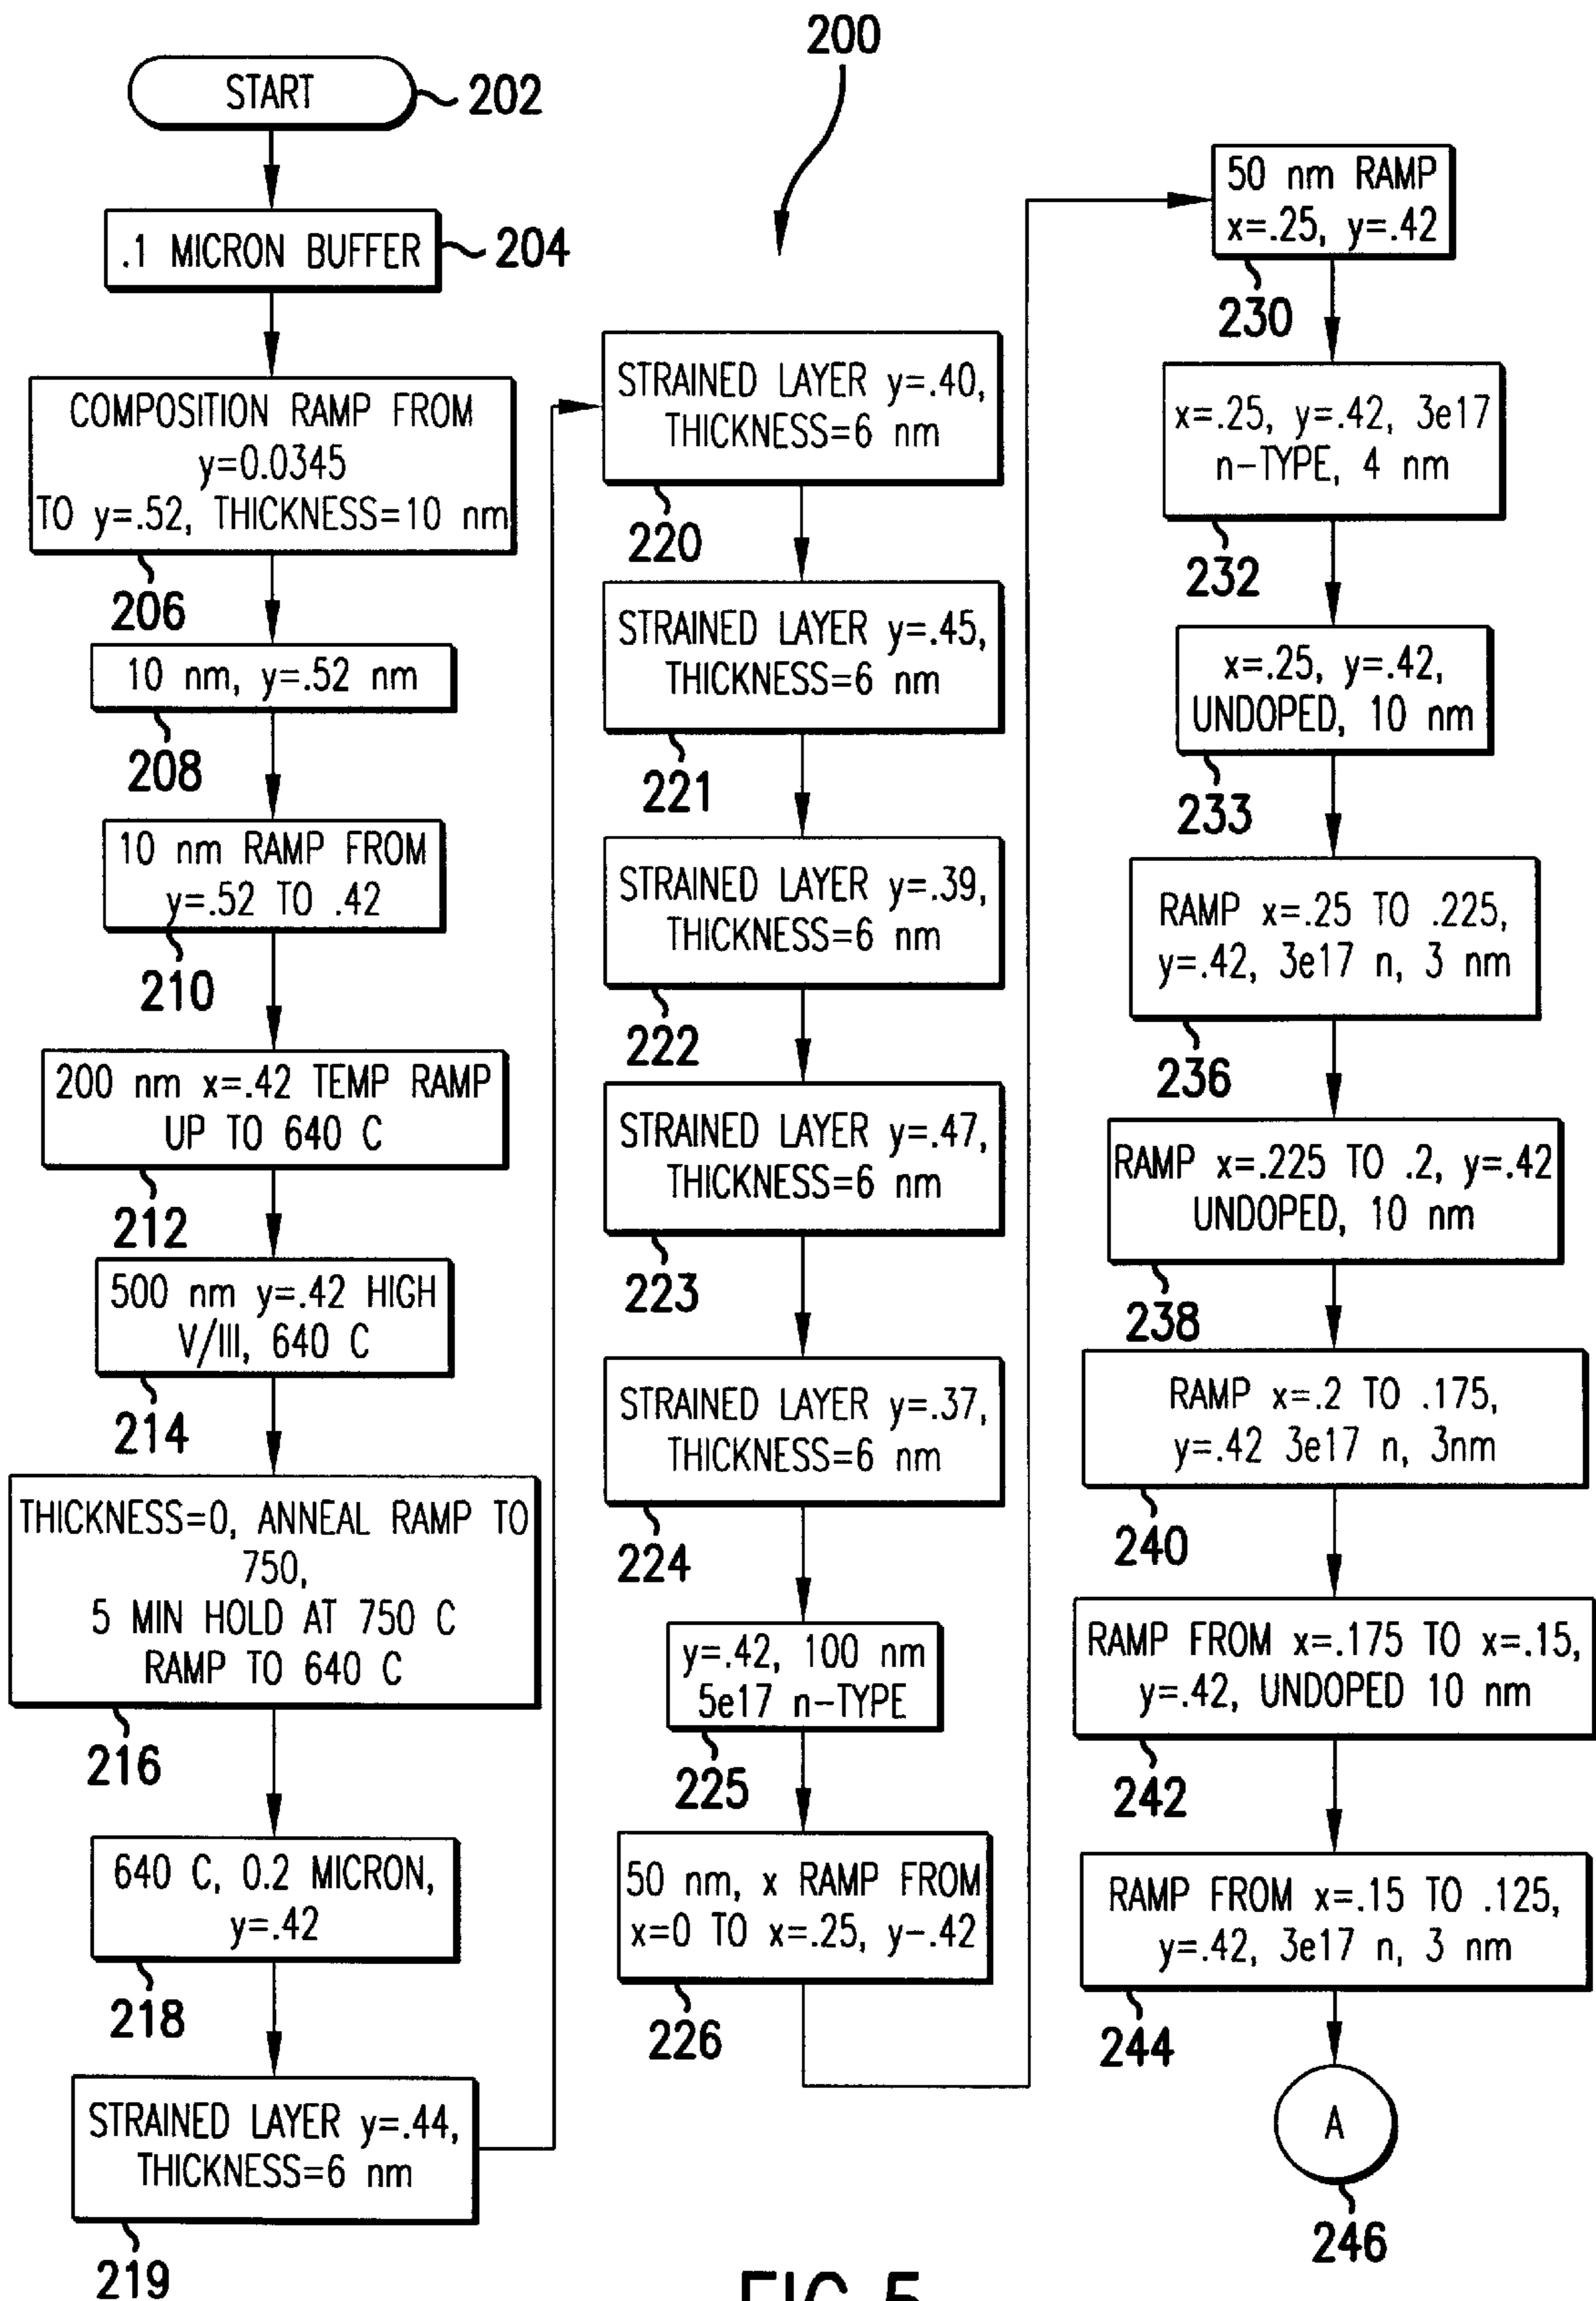 200
START
202
.1 MICRON BUFFER
204
COMPOSITION RAMP FROM
y=0.0345
TO y=.52, THICKNESS=10 nm
206
10 nm, y=.52 nm
208
10 nm RAMP FROM
y=.52 TO .42
210
200 nm x=.42 TEMP RAMP
UP TO 640 C
212
500 nm y=.42 HIGH
V/III, 640 C
214
THICKNESS=0, ANNEAL RAMP TO
750,
5 MIN HOLD AT 750 C
RAMP TO 640 C
216
640 C, 0.2 MICRON,
y=.42
218
STRAINED LAYER y=.44,
THICKNESS=6 nm
219
STRAINED LAYER y=.40,
THICKNESS=6 nm
220
STRAINED LAYER y=.45,
THICKNESS=6 nm
221
STRAINED LAYER y=.39,
THICKNESS=6 nm
222
STRAINED LAYER y=.47,
THICKNESS=6 nm
223
STRAINED LAYER y=.37,
THICKNESS=6 nm
224
y=.42, 100 nm
5e17 n-TYPE
225
50 nm, x RAMP FROM
x=0 TO x=.25, y-.42
226
50 nm RAMP
x=.25, y=.42
230
x=.25, y=.42, 3e17
n-TYPE, 4 nm
232
x=.25, y=.42,
UNDOPED, 10 nm
233
RAMP x=.25 TO .225,
y=.42, 3e17 n, 3 nm
236
RAMP x=.225 TO .2, y=.42
UNDOPED, 10 nm
238
RAMP x=.2 TO .175,
y=.42 3e17 n, 3nm
240
RAMP FROM x=.175 TO x=.15,
y=.42, UNDOPED 10 nm
242
RAMP FROM x=.15 TO .125,
y=.42, 3e17 n, 3 nm
244
A
246
FIG.5